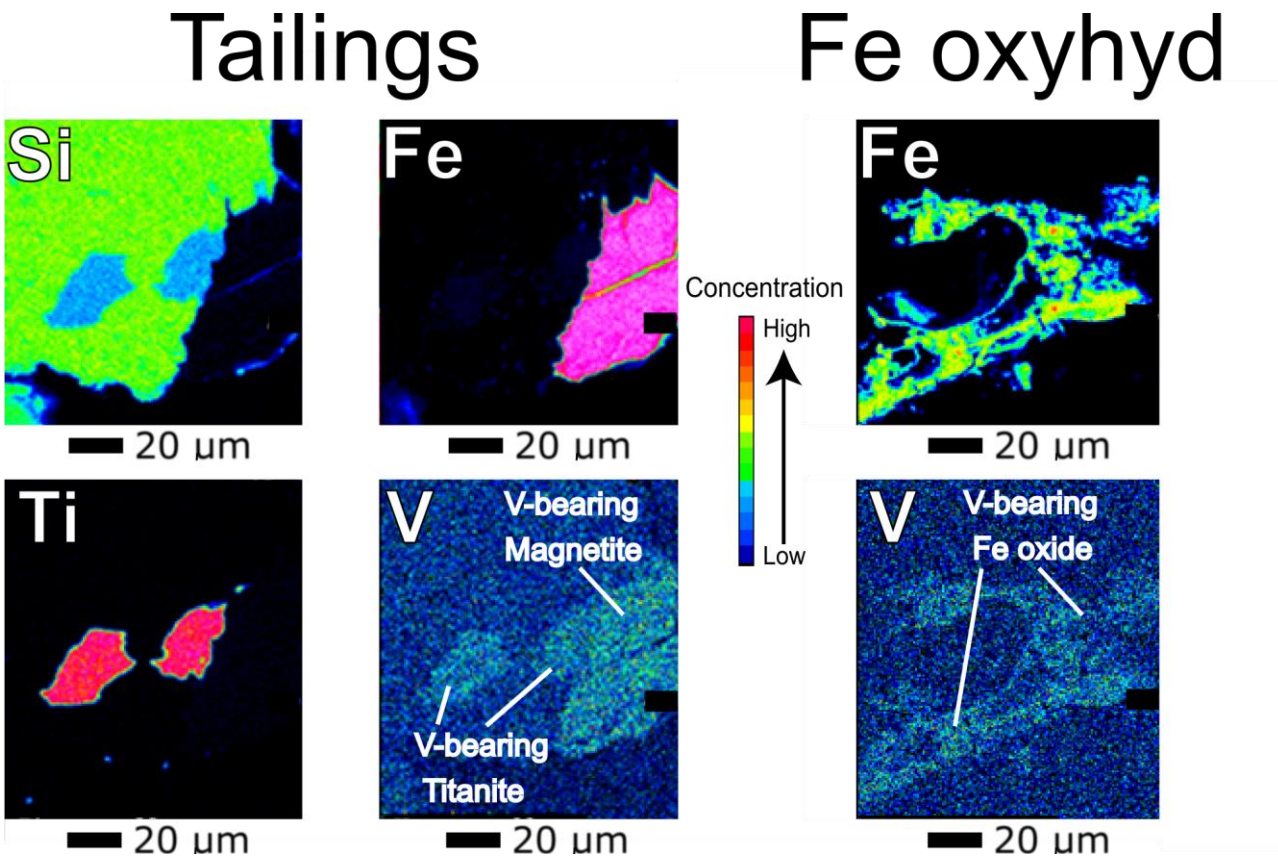 Tailings
Fe oxyhyd
Si
Fe
Fe
Concentration
High
Low
20 µm
20 µm
20 µm
Ti
V
V-bearing
Magnetite
V-bearing
Titanite
V
V-bearing
Fe oxide
20 µm
20 µm
20 µm